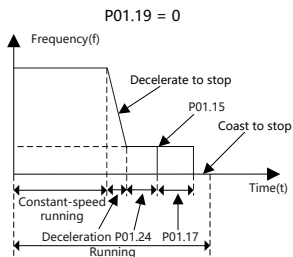 P01.19 = 0
Frequency(f)
Decelerate to stop
P01.15
Coast to stop
Time(t)
Constant-speed
running
Deceleration P01.24 P01.17
Running